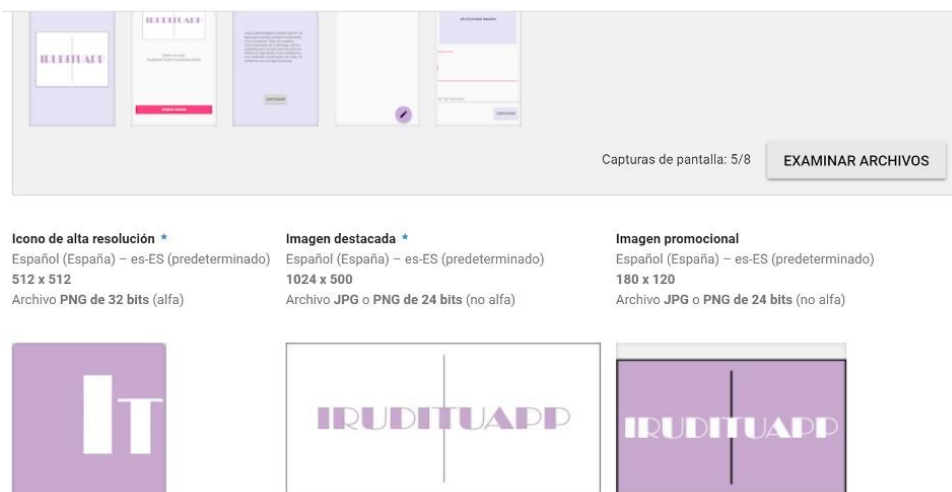 IRUDITUAPP
IRUDITUAPP
CONTINUAR
CONTINUAR
Capturas de pantalla: 5/8
EXAMINAR ARCHIVOS
Icono de alta resolución *
Español (España) – es-ES (predeterminado)
512 x 512
Archivo PNG de 32 bits (alfa)
Imagen destacada *
Español (España) – es-ES (predeterminado)
1024 x 500
Archivo JPG o PNG de 24 bits (no alfa)
Imagen promocional
Español (España) – es-ES (predeterminado)
180 x 120
Archivo JPG o PNG de 24 bits (no alfa)
IT
IRUDITUAPP
IRUDITUAPP